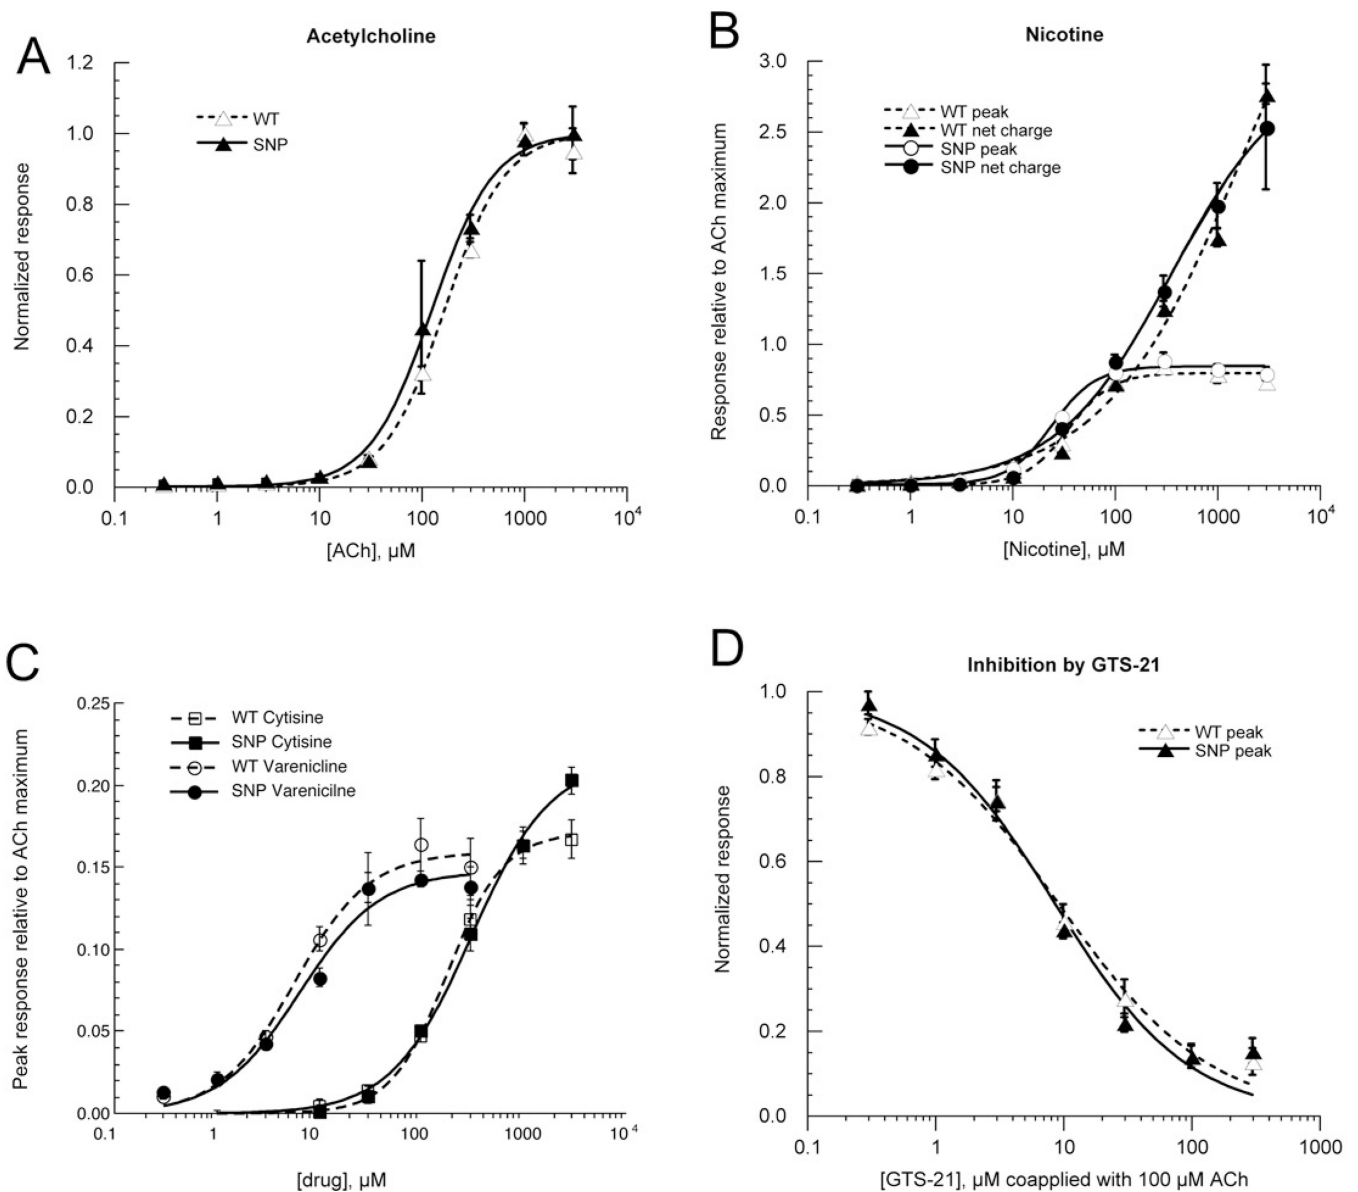 A
Acetylcholine
1.2
1.0
0.8
0.6
0.4
0.2
0.0
Normalized response
WT
SNP
0.1 1 10 100 1000 10⁴
[ACh], µM
B
Nicotine
3.0
2.5
2.0
1.5
1.0
0.5
0.0
Response relative to ACh maximum
WT peak
WT net charge
SNP peak
SNP net charge
0.1 1 10 100 1000 10⁴
[Nicotine], µM
C
0.25
0.20
0.15
0.10
0.05
0.00
Peak response relative to ACh maximum
WT Cytisine
SNP Cytisine
WT Varenicline
SNP Varenicilne
0.1 1 10 100 1000 10⁴
[drug], µM
D
Inhibition by GTS-21
1.0
0.8
0.6
0.4
0.2
0.0
Normalized response
WT peak
SNP peak
0.1 1 10 100 1000
[GTS-21], µM coapplied with 100 µM ACh